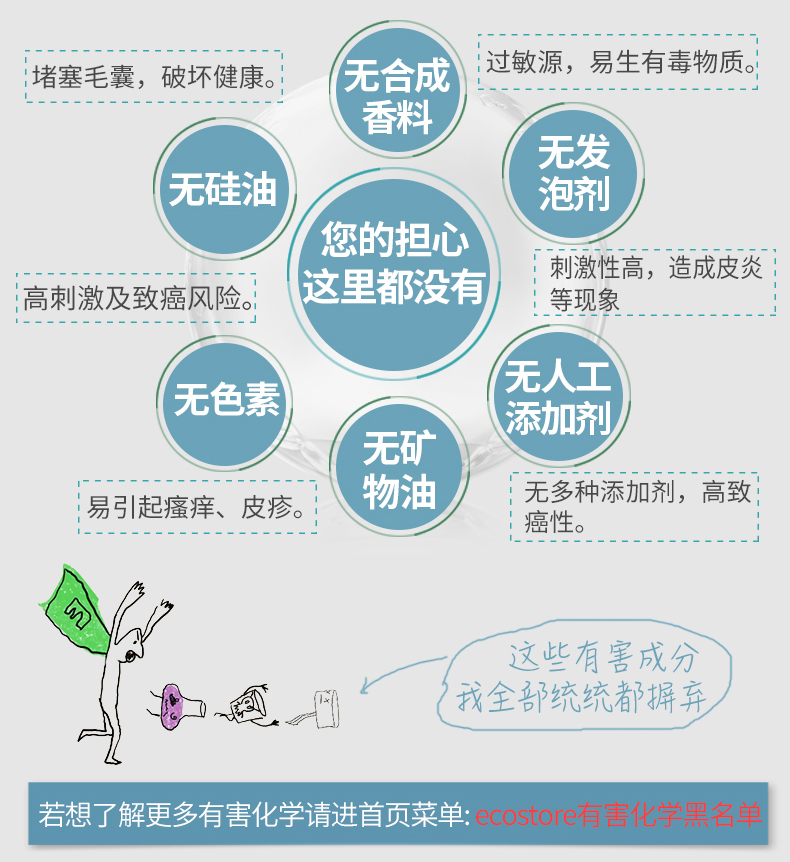 堵塞毛囊，破坏健康。
无合成
香料
过敏源，易生有毒物质。
无硅油
无发
泡剂
您的担心
这里都没有
高刺激及致癌风险。
刺激性高，造成皮炎
等现象
无色素
无人工
添加剂
无矿
物油
易引起瘙痒、皮疹。
无多种添加剂，高致
癌性。
这些有害成分
我全部统统都摒弃
若想了解更多有害化学请进首页菜单: ecostore有害化学黑名单